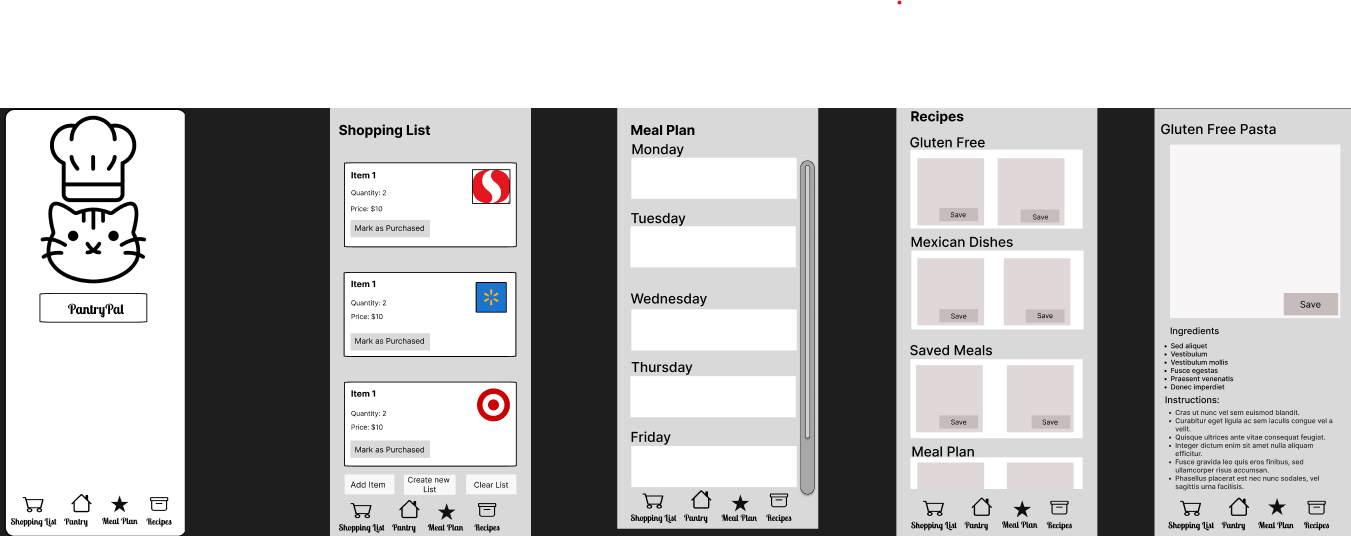 PantryPal
Shopping List
Pantry
Meal Plan
Recipes
Shopping List
Item 1
Quantity: 2
Price: $10
Mark as Purchased
Item 1
Quantity: 2
Price: $10
Mark as Purchased
Item 1
Quantity: 2
Price: $10
Mark as Purchased
Add Item
Create new
List
Clear List
Shopping List
Pantry
Meal Plan
Recipes
Meal Plan
Monday
Tuesday
Wednesday
Thursday
Friday
Shopping List
Pantry
Meal Plan
Recipes
Recipes
Gluten Free
Save
Save
Mexican Dishes
Save
Save
Saved Meals
Save
Save
Meal Plan
Shopping List
Pantry
Meal Plan
Recipes
Gluten Free Pasta
Save
Ingredients
• Sed aliquet
• Vestibulum
• Vestibulum mollis
• Fusce egestas
• Praesent venenatis
• Donec imperdiet
Instructions:
• Cras ut nunc vel sem euismod blandit.
• Curabitur eget ligula ac sem iaculis congue vel a
velit.
• Quisque ultrices ante vitae consequat feugiat.
• Integer dictum enim sit amet nulla aliquam
efficitur.
• Fusce gravida leo quis eros finibus, sed
ullamcorper risus accumsan.
• Phasellus placerat est nec nunc sodales, vel
sagittis urna facilisis.
Shopping List
Pantry
Meal Plan
Recipes